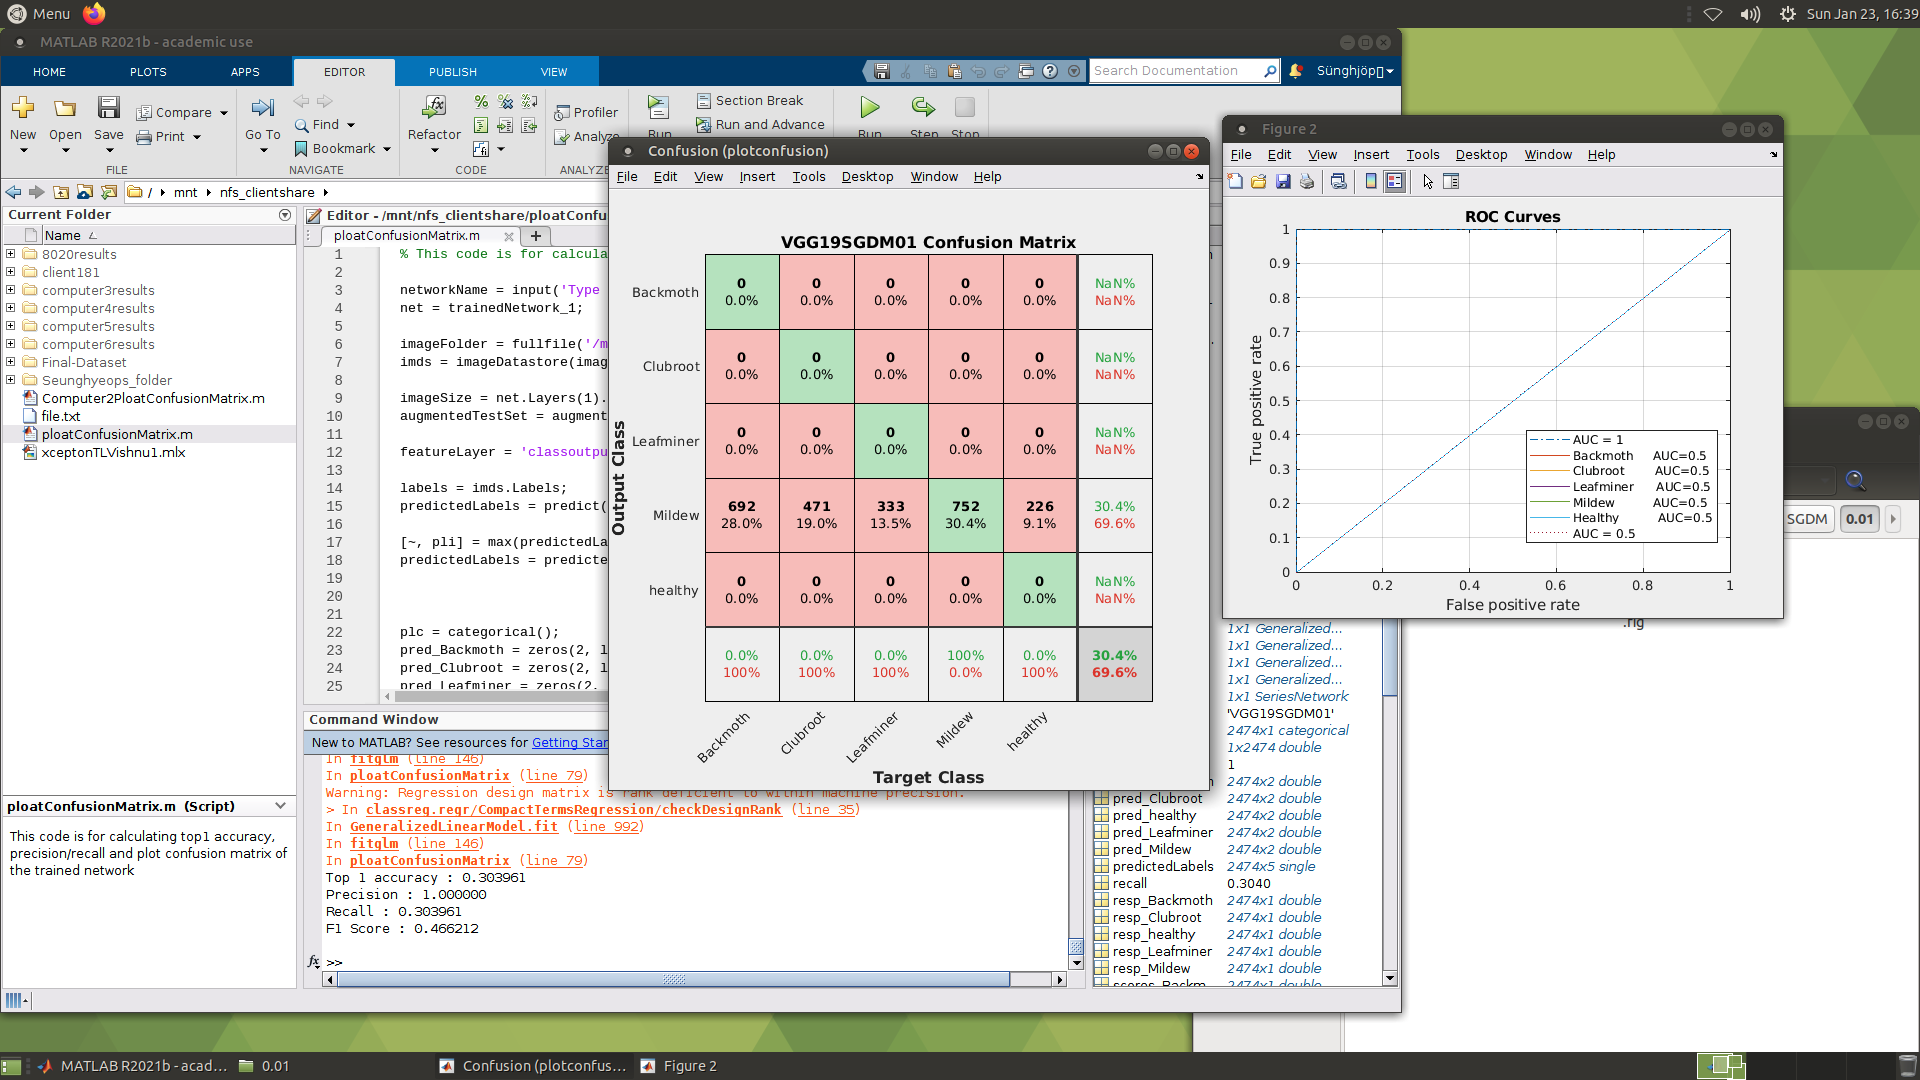 Menu
Sun Jan 23, 16:39
MATLAB R2021b - academic use
HOME PLOTS APPS EDITOR PUBLISH VIEW
Search Documentation
New Open Save Compare Print
FILE
Go To Find Bookmark
NAVIGATE
Refactor
CODE
Profiler
Analyze
ANALYZE
Section Break
Run and Advance
Run Step Stop
/ mnt nfs_clientshare
Current Folder
Name
8020results
client181
computer3results
computer4results
computer5results
computer6results
Final-Dataset
Seunghyeops_folder
Computer2PloatConfusionMatrix.m
file.txt
ploatConfusionMatrix.m
xceptonTLVishnu1.mlx
ploatConfusionMatrix.m (Script)
This code is for calculating top1 accuracy,
precision/recall and plot confusion matrix of
the trained network
Editor - /mnt/nfs_clientshare/ploatConfu
ploatConfusionMatrix.m
1 % This code is for calcula
2
3 networkName = input('Type
4 net = trainedNetwork_1;
5
6 imageFolder = fullfile('/m
7 imds = imageDatastore(imag
8
9 imageSize = net.Layers(1).
10 augmentedTestSet = augment
11
12 featureLayer = 'classoutpu
13
14 labels = imds.Labels;
15 predictedLabels = predict(
16
17 [~, pli] = max(predictedLa
18 predictedLabels = predicte
19
20
21
22 plc = categorical();
23 pred_Backmoth = zeros(2, l
24 pred_Clubroot = zeros(2, l
25 pred_Leafminer = zeros(2,
Command Window
New to MATLAB? See resources for Getting Star
In fitglm (line 146)
In ploatConfusionMatrix (line 79)
Warning: Regression design matrix is rank deficient to within machine precision.
> In classreg.regr/CompactTermsRegression/checkDesignRank (line 35)
In GeneralizedLinearModel.fit (line 992)
In fitglm (line 146)
In ploatConfusionMatrix (line 79)
Top 1 accuracy : 0.303961
Precision : 1.000000
Recall : 0.303961
F1 Score : 0.466212
fx >>
Confusion (plotconfusion)
File Edit View Insert Tools Desktop Window Help
VGG19SGDM01 Confusion Matrix
Output Class
Backmoth 0 0 0 0 0 NaN%
0.0% 0.0% 0.0% 0.0% 0.0% NaN%
Clubroot 0 0 0 0 0 NaN%
0.0% 0.0% 0.0% 0.0% 0.0% NaN%
Leafminer 0 0 0 0 0 NaN%
0.0% 0.0% 0.0% 0.0% 0.0% NaN%
Mildew 692 471 333 752 226 30.4%
28.0% 19.0% 13.5% 30.4% 9.1% 69.6%
healthy 0 0 0 0 0 NaN%
0.0% 0.0% 0.0% 0.0% 0.0% NaN%
0.0% 0.0% 0.0% 100% 0.0% 30.4%
100% 100% 100% 0.0% 100% 69.6%
Backmoth Clubroot Leafminer Mildew healthy
Target Class
Figure 2
File Edit View Insert Tools Desktop Window Help
ROC Curves
True positive rate
1
0.9
0.8
0.7
0.6
0.5
0.4
0.3
0.2
0.1
0
AUC = 1
Backmoth AUC=0.5
Clubroot AUC=0.5
Leafminer AUC=0.5
Mildew AUC=0.5
Healthy AUC=0.5
AUC = 0.5
0 0.2 0.4 0.6 0.8 1
False positive rate
SGDM 0.01
.fig
1x1 Generalized...
1x1 Generalized...
1x1 Generalized...
1x1 Generalized...
1x1 SeriesNetwork
'VGG19SGDM01'
2474x1 categorical
1x2474 double
1
2474x2 double
pred_Clubroot 2474x2 double
pred_healthy 2474x2 double
pred_Leafminer 2474x2 double
pred_Mildew 2474x2 double
predictedLabels 2474x5 single
recall 0.3040
resp_Backmoth 2474x1 double
resp_Clubroot 2474x1 double
resp_healthy 2474x1 double
resp_Leafminer 2474x1 double
resp_Mildew 2474x1 double
scores_Backm... 2474x1 double
MATLAB R2021b - acad... 0.01 Confusion (plotconfus... Figure 2